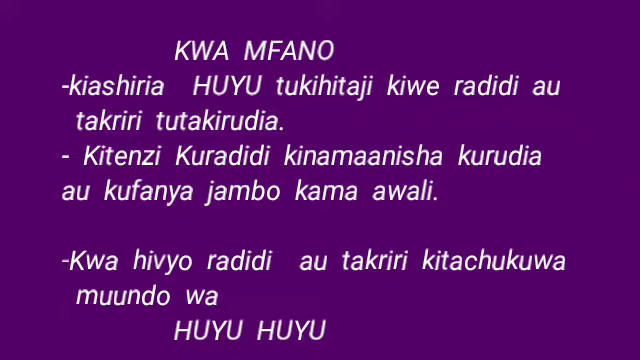 KWA MFANO
-kiashiria HUYU tukihitaji kiwe radidi au
takriri tutakirudia.
- Kitenzi Kuradidi kinamaanisha kurudia
au kufanya jambo kama awali.
-Kwa hivyo radidi au takriri kitachukuwa
muundo wa
HUYU HUYU